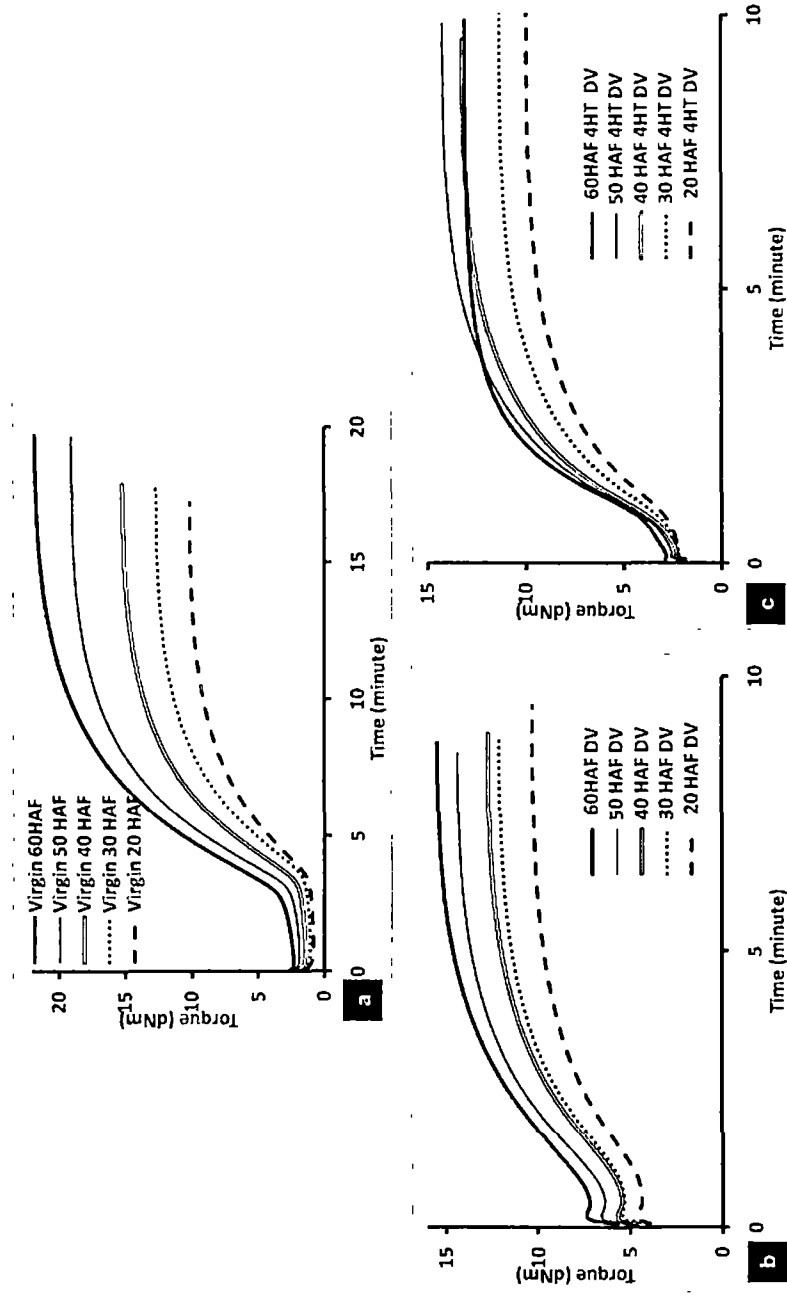 Virgin 60HAF
Virgin 50 HAF
Virgin 40 HAF
Virgin 30 HAF
Virgin 20 HAF
20
15
10
5
0
Torque (dNm)
0
5
10
15
20
Time (minute)
a
15
10
5
0
Torque (dNm)
60HAF DV
50 HAF DV
40 HAF DV
30 HAF DV
20 HAF DV
0
5
10
Time (minute)
b
15
10
5
0
Torque (dNm)
60HAF 4HT DV
50 HAF 4HT DV
40 HAF 4HT DV
30 HAF 4HT DV
20 HAF 4HT DV
0
5
10
Time (minute)
c